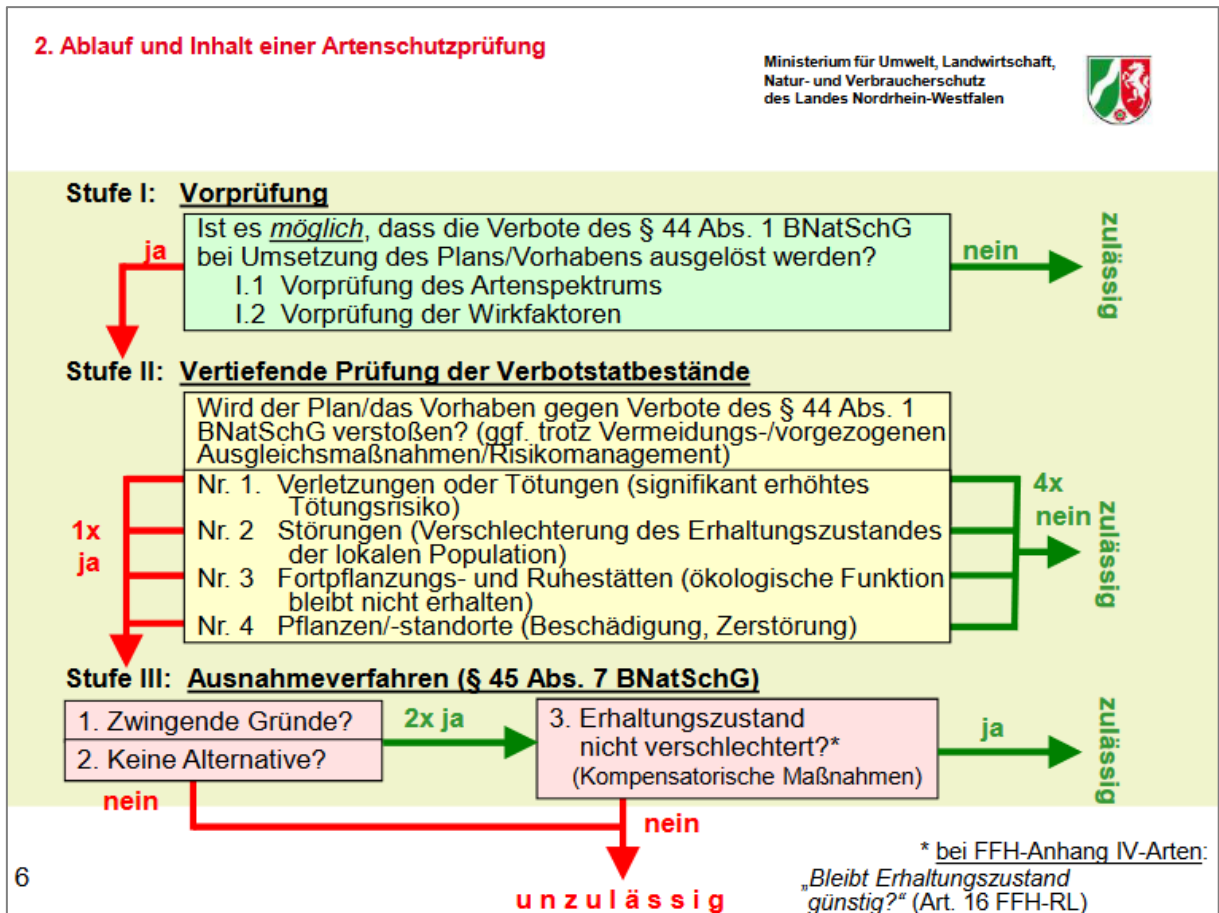 2. Ablauf und Inhalt einer Artenschutzprüfung
Ministerium für Umwelt, Landwirtschaft,
Natur- und Verbraucherschutz
des Landes Nordrhein-Westfalen
Stufe I: Vorprüfung
Ist es möglich, dass die Verbote des § 44 Abs. 1 BNatSchG
bei Umsetzung des Plans/Vorhabens ausgelöst werden?
I.1 Vorprüfung des Artenspektrums
I.2 Vorprüfung der Wirkfaktoren
ja
nein
zulässig
Stufe II: Vertiefende Prüfung der Verbotstatbestände
Wird der Plan/das Vorhaben gegen Verbote des § 44 Abs. 1
BNatSchG verstoßen? (ggf. trotz Vermeidungs-/vorgezogenen
Ausgleichsmaßnahmen/Risikomanagement)
Nr. 1. Verletzungen oder Tötungen (signifikant erhöhtes
Tötungsrisiko)
Nr. 2 Störungen (Verschlechterung des Erhaltungszustandes
der lokalen Population)
Nr. 3 Fortpflanzungs- und Ruhestätten (ökologische Funktion
bleibt nicht erhalten)
Nr. 4 Pflanzen/-standorte (Beschädigung, Zerstörung)
1x
ja
4x
nein
zulässig
Stufe III: Ausnahmeverfahren (§ 45 Abs. 7 BNatSchG)
1. Zwingende Gründe?
2. Keine Alternative?
2x ja
3. Erhaltungszustand
nicht verschlechtert?*
(Kompensatorische Maßnahmen)
ja
zulässig
nein
nein
unzulässig
* bei FFH-Anhang IV-Arten:
„Bleibt Erhaltungszustand
günstig?“ (Art. 16 FFH-RL)
6